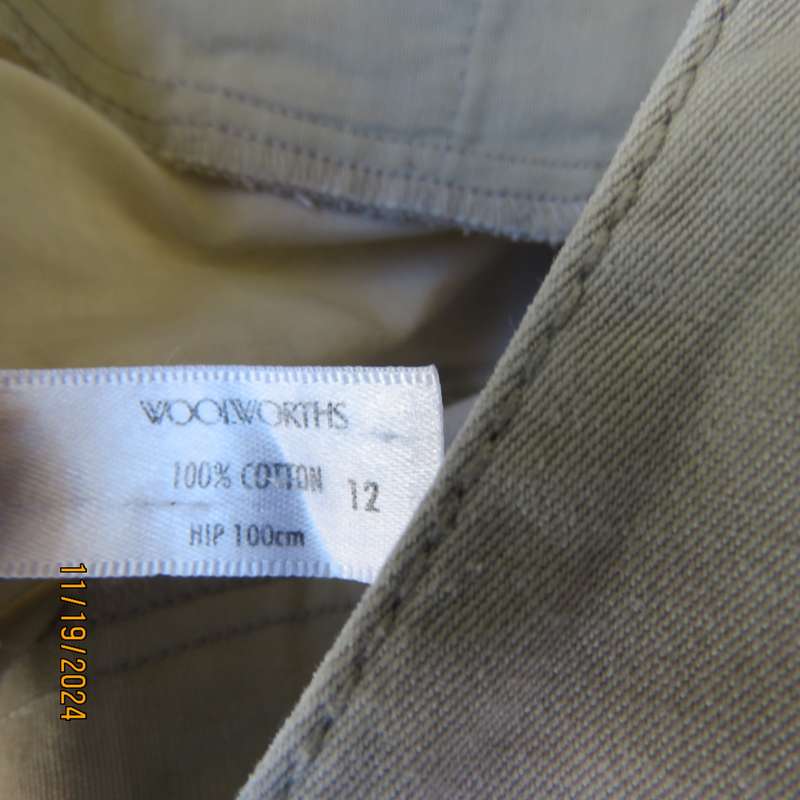 WOOLWORTHS
100% COTTON 12
HIP 100cm
11/19/2024